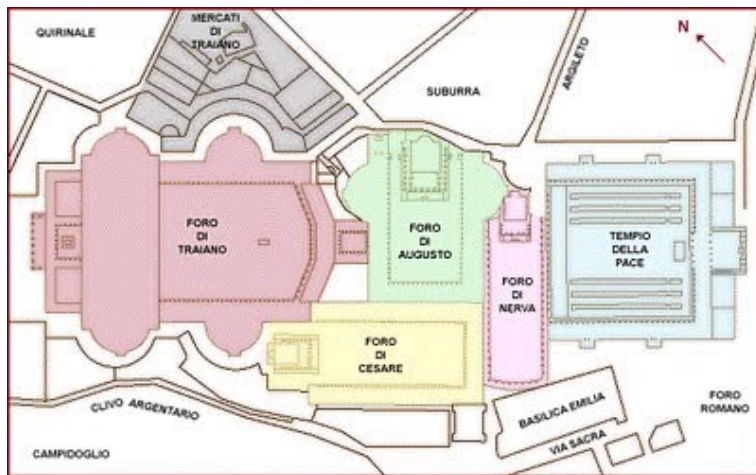 MERCATI
DI
TRAIANO
QUIRINALE
N
SUBURRA
ARGILETO
FORO
DI
TRAIANO
FORO
DI
AUGUSTO
TEMPIO
DELLA
PACE
FORO
DI
NERVA
FORO
DI
CESARE
CLIVO ARGENTARIO
BASILICA EMILIA
FORO
ROMANO
VIA SACRA
CAMPIDOGLIO